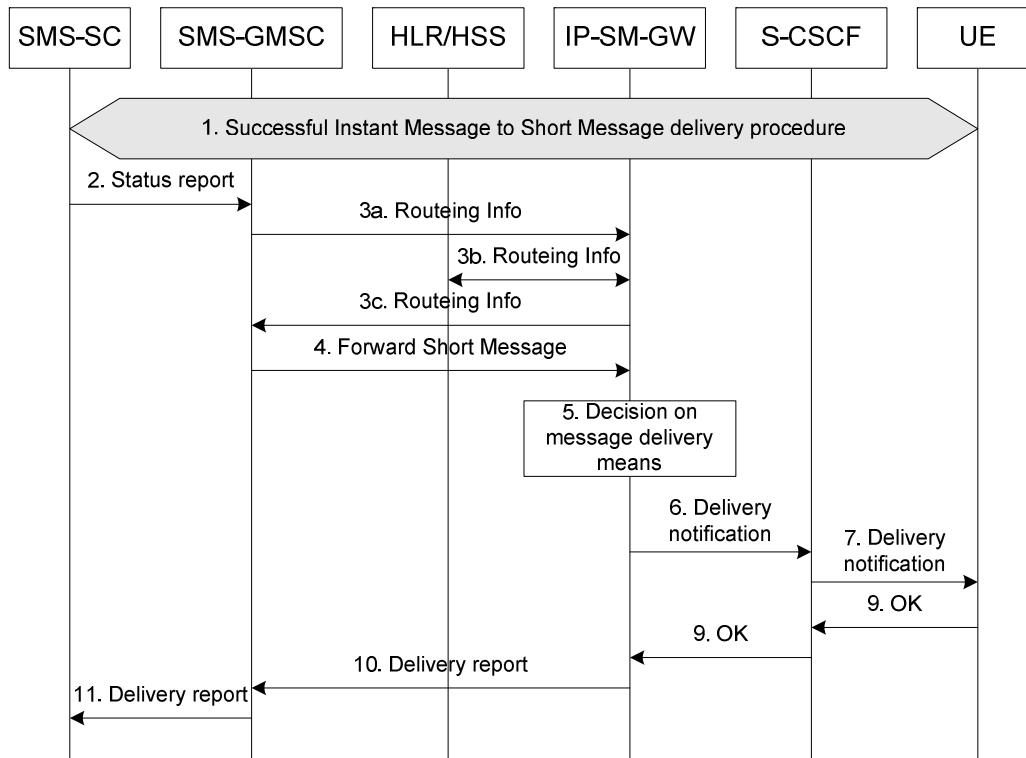 SMS-SC
SMS-GMSC
HLR/HSS
IP-SM-GW
S-CSCF
UE
1. Successful Instant Message to Short Message delivery procedure
2. Status report
3a. Routeing Info
3b. Routeing Info
3c. Routeing Info
4. Forward Short Message
5. Decision on
message delivery
means
6. Delivery
notification
7. Delivery
notification
9. OK
9. OK
10. Delivery report
11. Delivery report